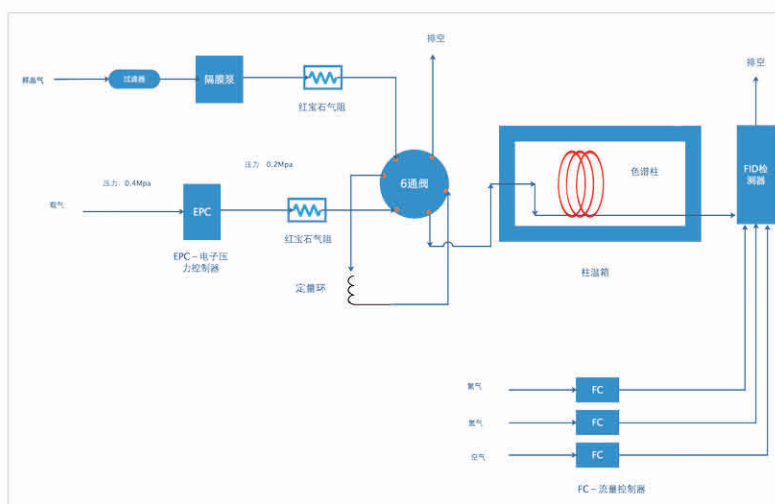 排空
排空
样品气
过滤器
隔膜泵
红宝石气阻
压力:0.4Mpa
压力 0.2Mpa
载气
EPC
6通阀
红宝石气阻
EPC－电子压
力控制器
定量环
色谱柱
柱温箱
FID检
测器
FC
FC
空气
FC
FC－流量控制器